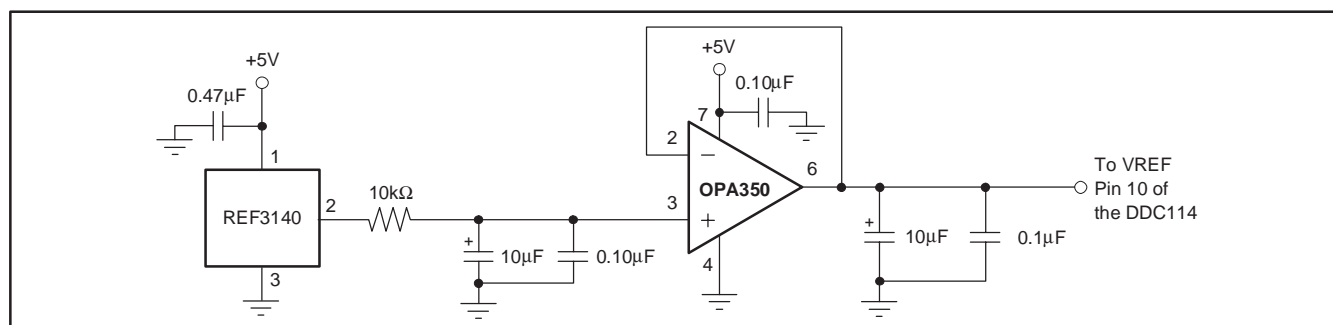 +5V
0.47µF
1
REF3140
2
3
10kΩ
+
10µF
0.10µF
+5V
0.10µF
7
2
−
OPA350
3
+
4
6
+
10µF
0.1µF
To VREF
Pin 10 of
the DDC114